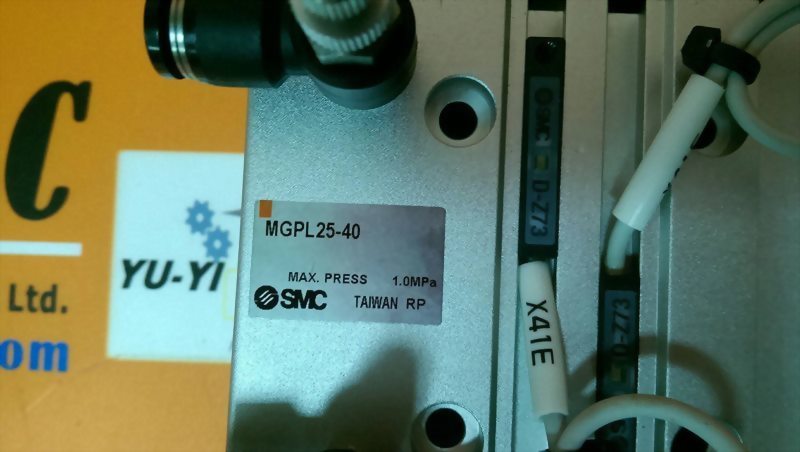 C
Ltd.
om
YU-YI
MGPL25-40
MAX. PRESS 1.0MPa
SMC TAIWAN RP
SMC D-Z73
X41E
D-Z73